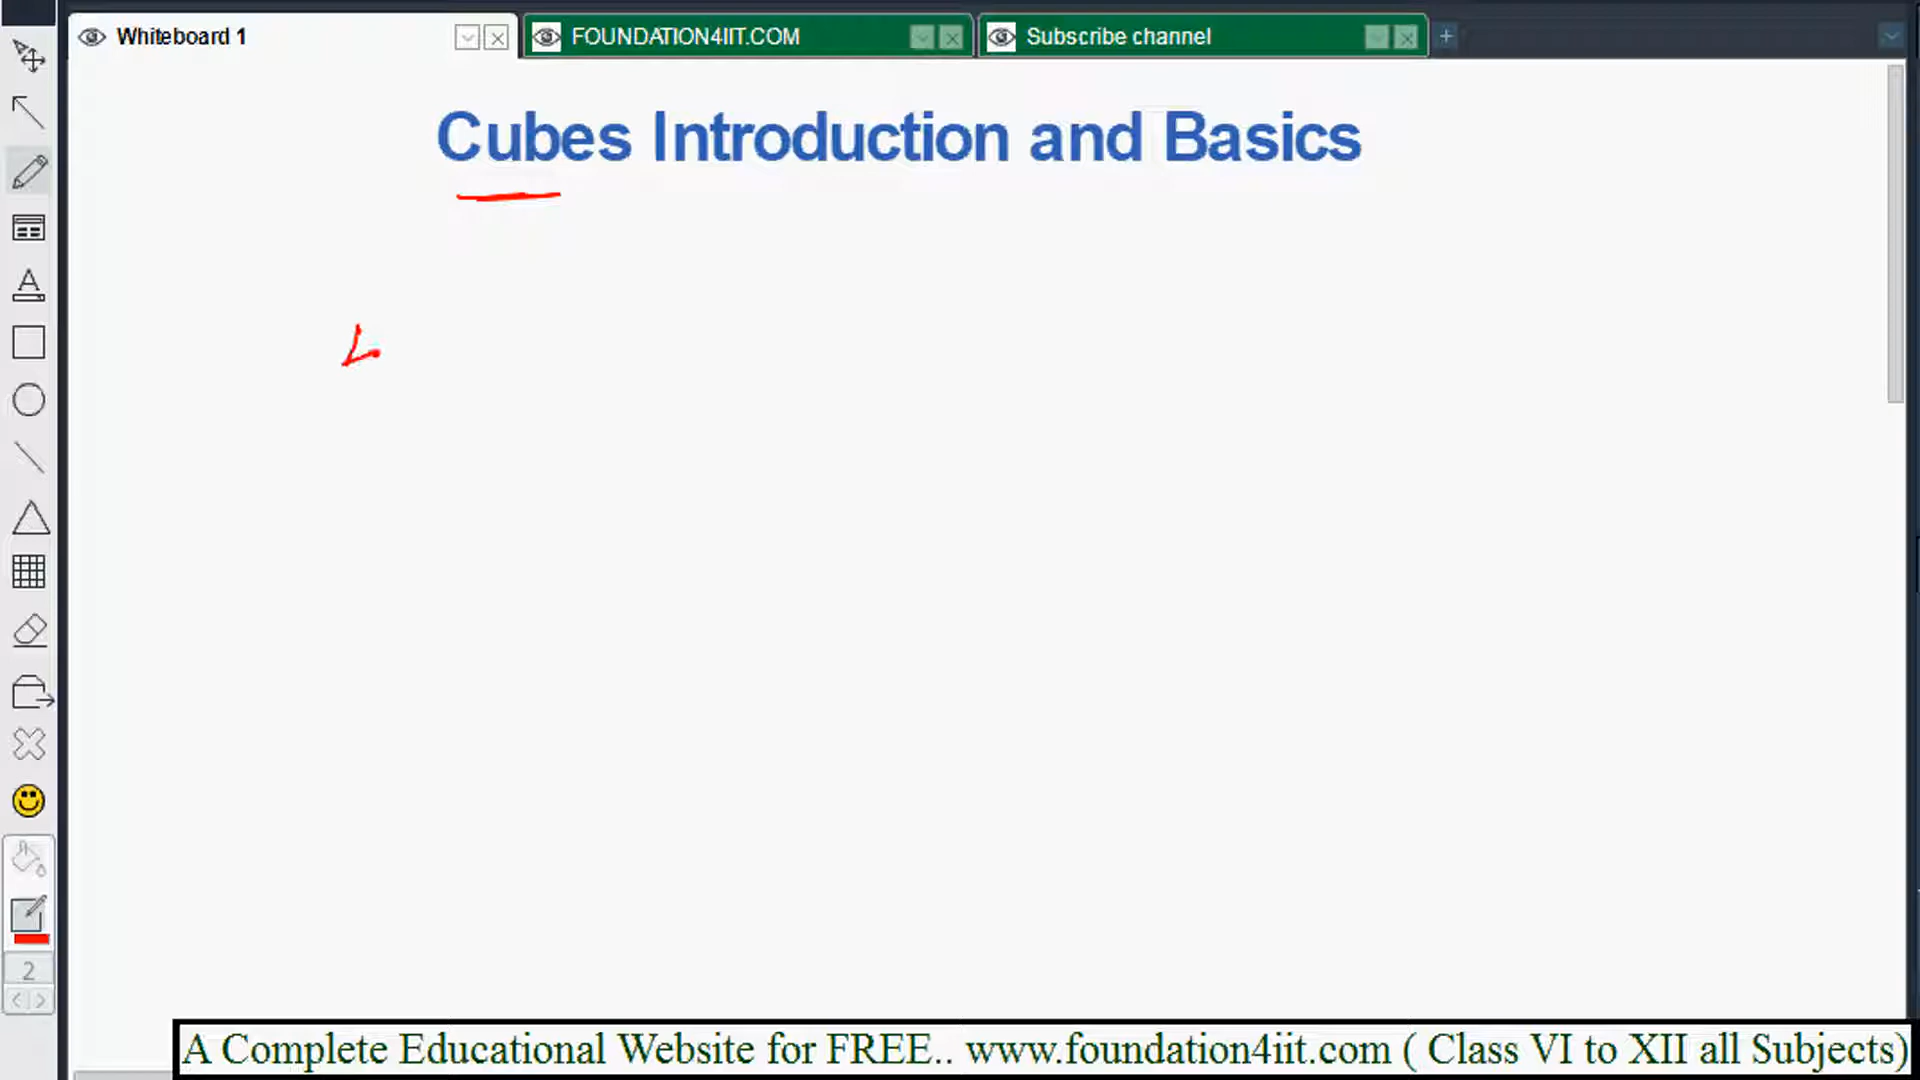 Whiteboard 1
FOUNDATION4IIT.COM
Subscribe channel
Cubes Introduction and Basics
2
A Complete Educational Website for FREE.. www.foundation4iit.com ( Class VI to XII all Subjects)